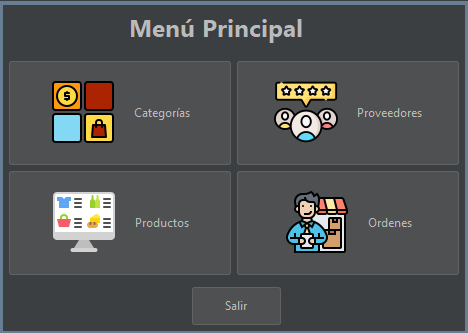 Menú Principal
Categorías
Proveedores
Productos
Ordenes
Salir